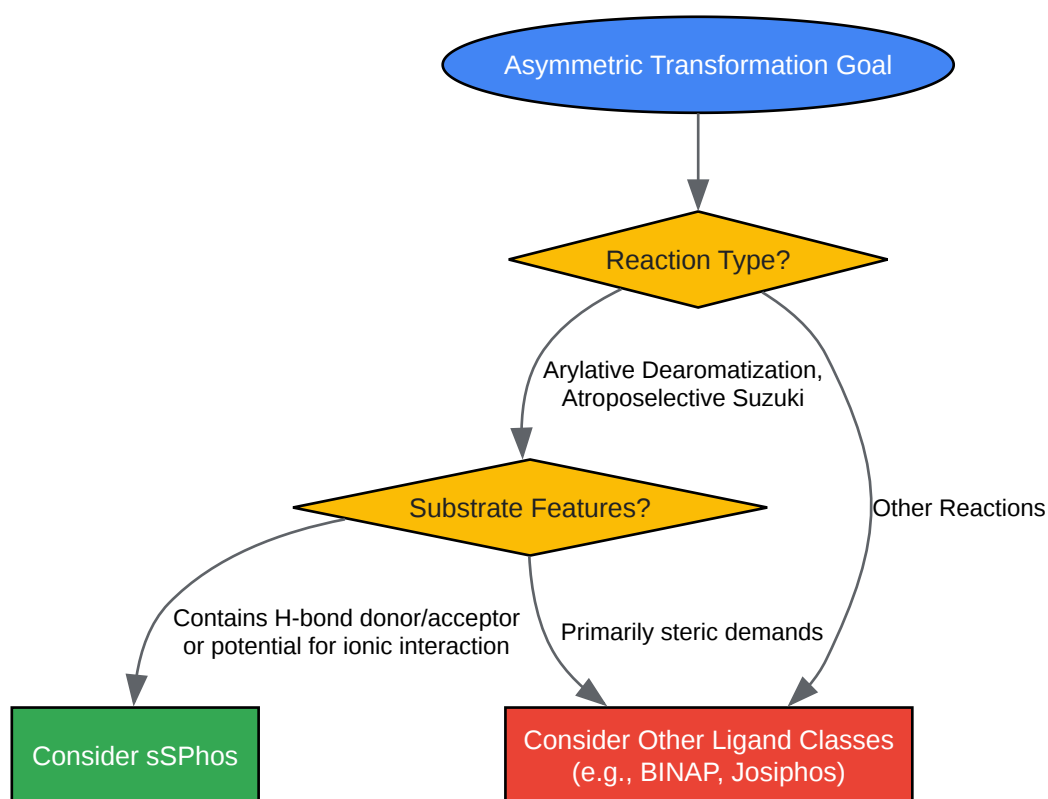 Asymmetric Transformation Goal
Reaction Type?
Arylative Dearomatization,
Atroposelective Suzuki
Substrate Features?
Other Reactions
Contains H-bond donor/acceptor
or potential for ionic interaction
Primarily steric demands
Consider sSPhos
Consider Other Ligand Classes
(e.g., BINAP, Josiphos)